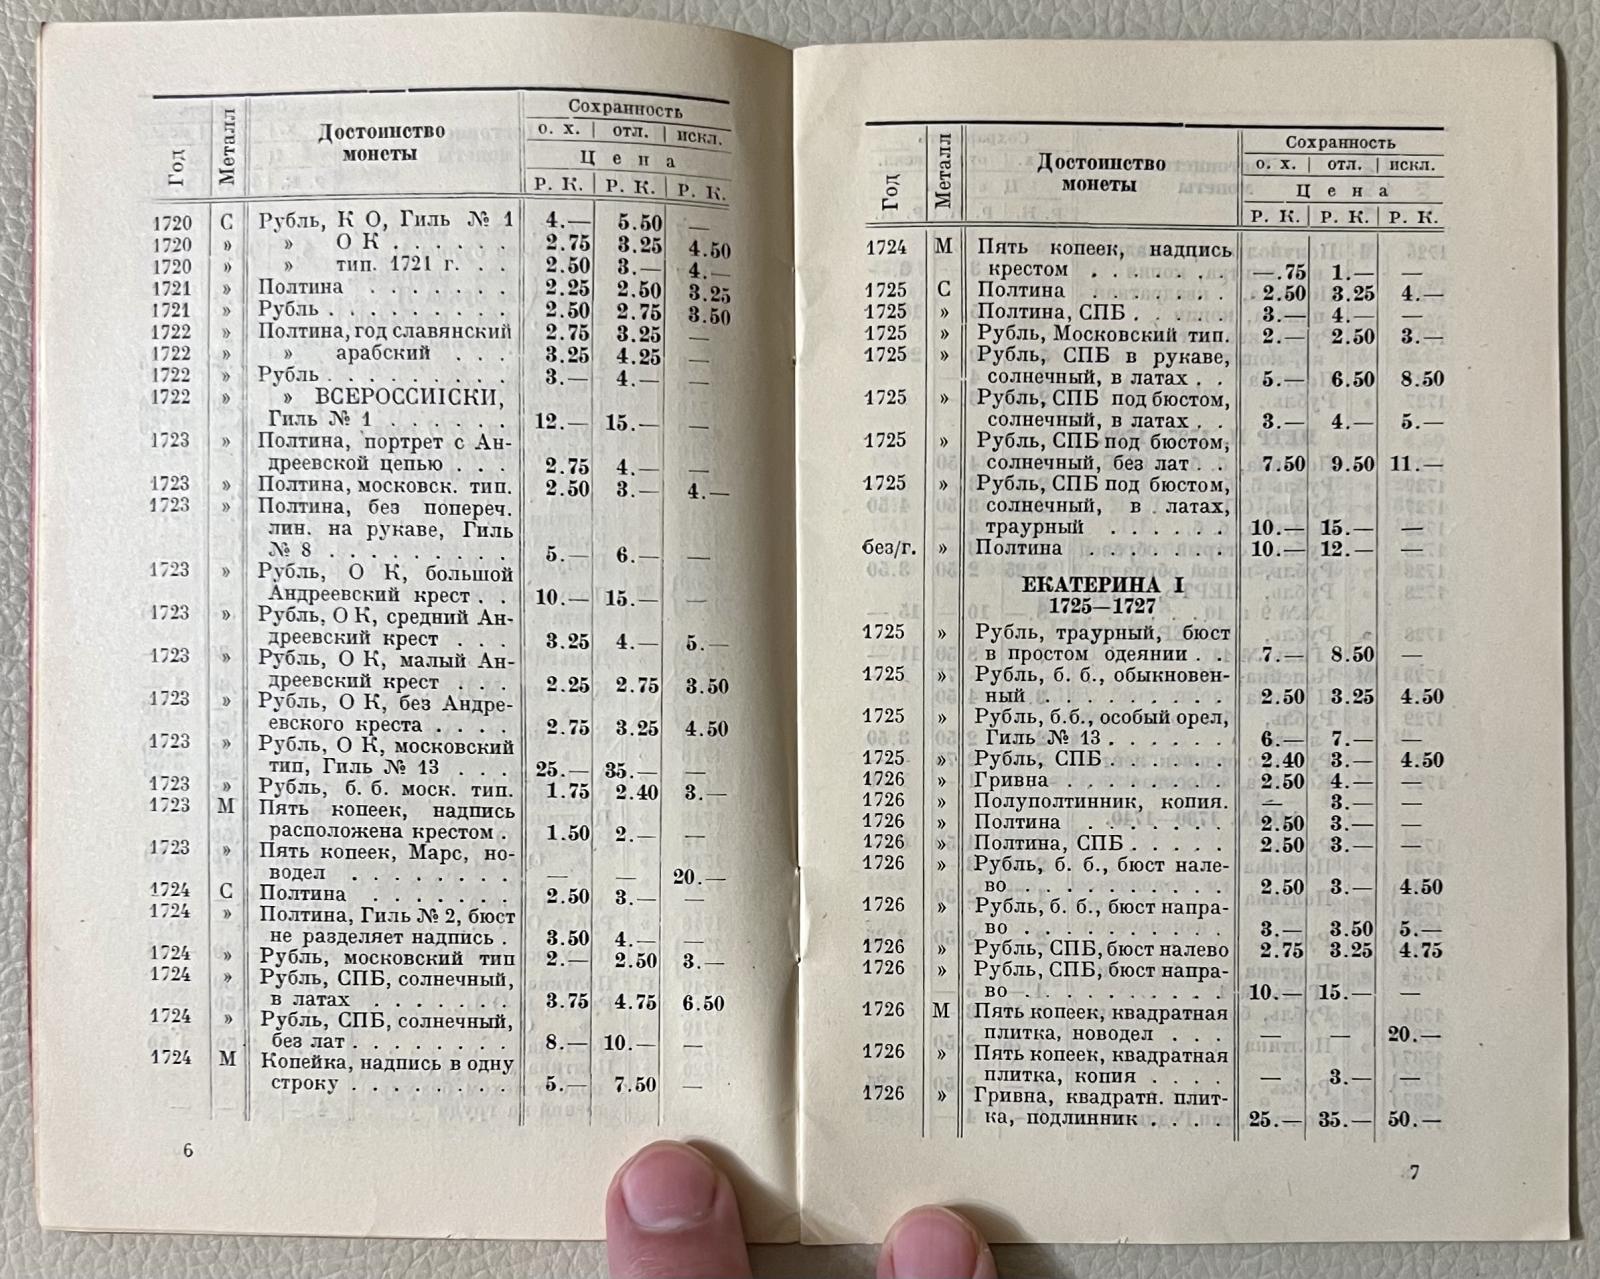 Год | Металл | Достоинство монеты | Сохранность
о. х. | отл. | искл.
Цена
Р. К. | Р. К. | Р. К.
1720 С Рубль, К О, Гиль № 1 4.— 5.50 —
1720 » » О К . . . . . . 2.75 3.25 4.50
1720 » » тип. 1721 г. . . 2.50 3.— 4.—
1721 » Полтина . . . . . . . 2.25 2.50 3.25
1721 » Рубль . . . . . . . . . 2.50 2.75 3.50
1722 » Полтина, год славянский 2.75 3.25 —
1722 » » арабский . . . 3.25 4.25 —
1722 » Рубль . . . . . . . . . 3.— 4.— —
1722 » » ВСЕРОССИІСКИ,
Гиль № 1 . . . . . . 12.— 15.— —
1723 » Полтина, портрет с Ан-
дреевской цепью . . . 2.75 4.— —
1723 » Полтина, московск. тип. 2.50 3.— 4.—
1723 » Полтина, без попереч.
лин. на рукаве, Гиль
№ 8 . . . . . . . . . 5.— 6.— —
1723 » Рубль, О К, большой
Андреевский крест . . 10.— 15.— —
1723 » Рубль, О К, средний Ан-
дреевский крест . . . 3.25 4.— 5.—
1723 » Рубль, О К, малый Ан-
дреевский крест . . . 2.25 2.75 3.50
1723 » Рубль, О К, без Андре-
евского креста . . . . 2.75 3.25 4.50
1723 » Рубль, О К, московский
тип, Гиль № 13 . . . 25.— 35.— —
1723 » Рубль, б. б. моск. тип. 1.75 2.40 3.—
1723 М Пять копеек, надпись
расположена крестом . 1.50 2.— —
1723 » Пять копеек, Марс, но-
водел . . . . . . . . — — 20.—
1724 С Полтина . . . . . . . 2.50 3.— —
1724 » Полтина, Гиль № 2, бюст
не разделяет надпись . 3.50 4.— —
1724 » Рубль, московский тип 2.— 2.50 3.—
1724 » Рубль, СПБ, солнечный,
в латах . . . . . . . 3.75 4.75 6.50
1724 » Рубль, СПБ, солнечный,
без лат . . . . . . . . 8.— 10.— —
1724 М Копейка, надпись в одну
строку . . . . . . . . 5.— 7.50 —
6
Год | Металл | Достоинство монеты | Сохранность
о. х. | отл. | искл.
Цена
Р. К. | Р. К. | Р. К.
1724 М Пять копеек, надпись
крестом . . . . . . . —.75 1.— —
1725 С Полтина . . . . . . . 2.50 3.25 4.—
1725 » Полтина, СПБ . . . . . 3.— 4.— —
1725 » Рубль, Московский тип. 2.— 2.50 3.—
1725 » Рубль, СПБ в рукаве,
солнечный, в латах . . 5.— 6.50 8.50
1725 » Рубль, СПБ под бюстом,
солнечный, в латах . . 3.— 4.— 5.—
1725 » Рубль, СПБ под бюстом,
солнечный, без лат . . 7.50 9.50 11.—
1725 » Рубль, СПБ под бюстом,
солнечный, в латах,
траурный . . . . . . 10.— 15.— —
без/г. » Полтина . . . . . . . 10.— 12.— —
ЕКАТЕРИНА I
1725—1727
1725 » Рубль, траурный, бюст
в простом одеянии . . 7.— 8.50 —
1725 » Рубль, б. б., обыкновен-
ный . . . . . . . . . 2.50 3.25 4.50
1725 » Рубль, б.б., особый орел,
Гиль № 13 . . . . . . 6.— 7.— —
1725 » Рубль, СПБ . . . . . . 2.40 3.— 4.50
1726 » Гривна . . . . . . . . 2.50 4.— —
1726 » Полуполтинник, копия. — 3.— —
1726 » Полтина . . . . . . 2.50 3.— —
1726 » Полтина, СПБ . . . . . 2.50 3.— —
1726 » Рубль, б. б., бюст нале-
во . . . . . . . . . . 2.50 3.— 4.50
1726 » Рубль, б. б., бюст напра-
во . . . . . . . . . . 3.— 3.50 5.—
1726 » Рубль, СПБ, бюст налево 2.75 3.25 4.75
1726 » Рубль, СПБ, бюст напра-
во . . . . . . . . . . 10.— 15.— —
1726 М Пять копеек, квадратная
плитка, новодел . . . — — 20.—
1726 » Пять копеек, квадратная
плитка, копия . . . . — 3.— —
1726 » Гривна, квадратн. плит-
ка, подлинник . . . . 25.— 35.— 50.—
7